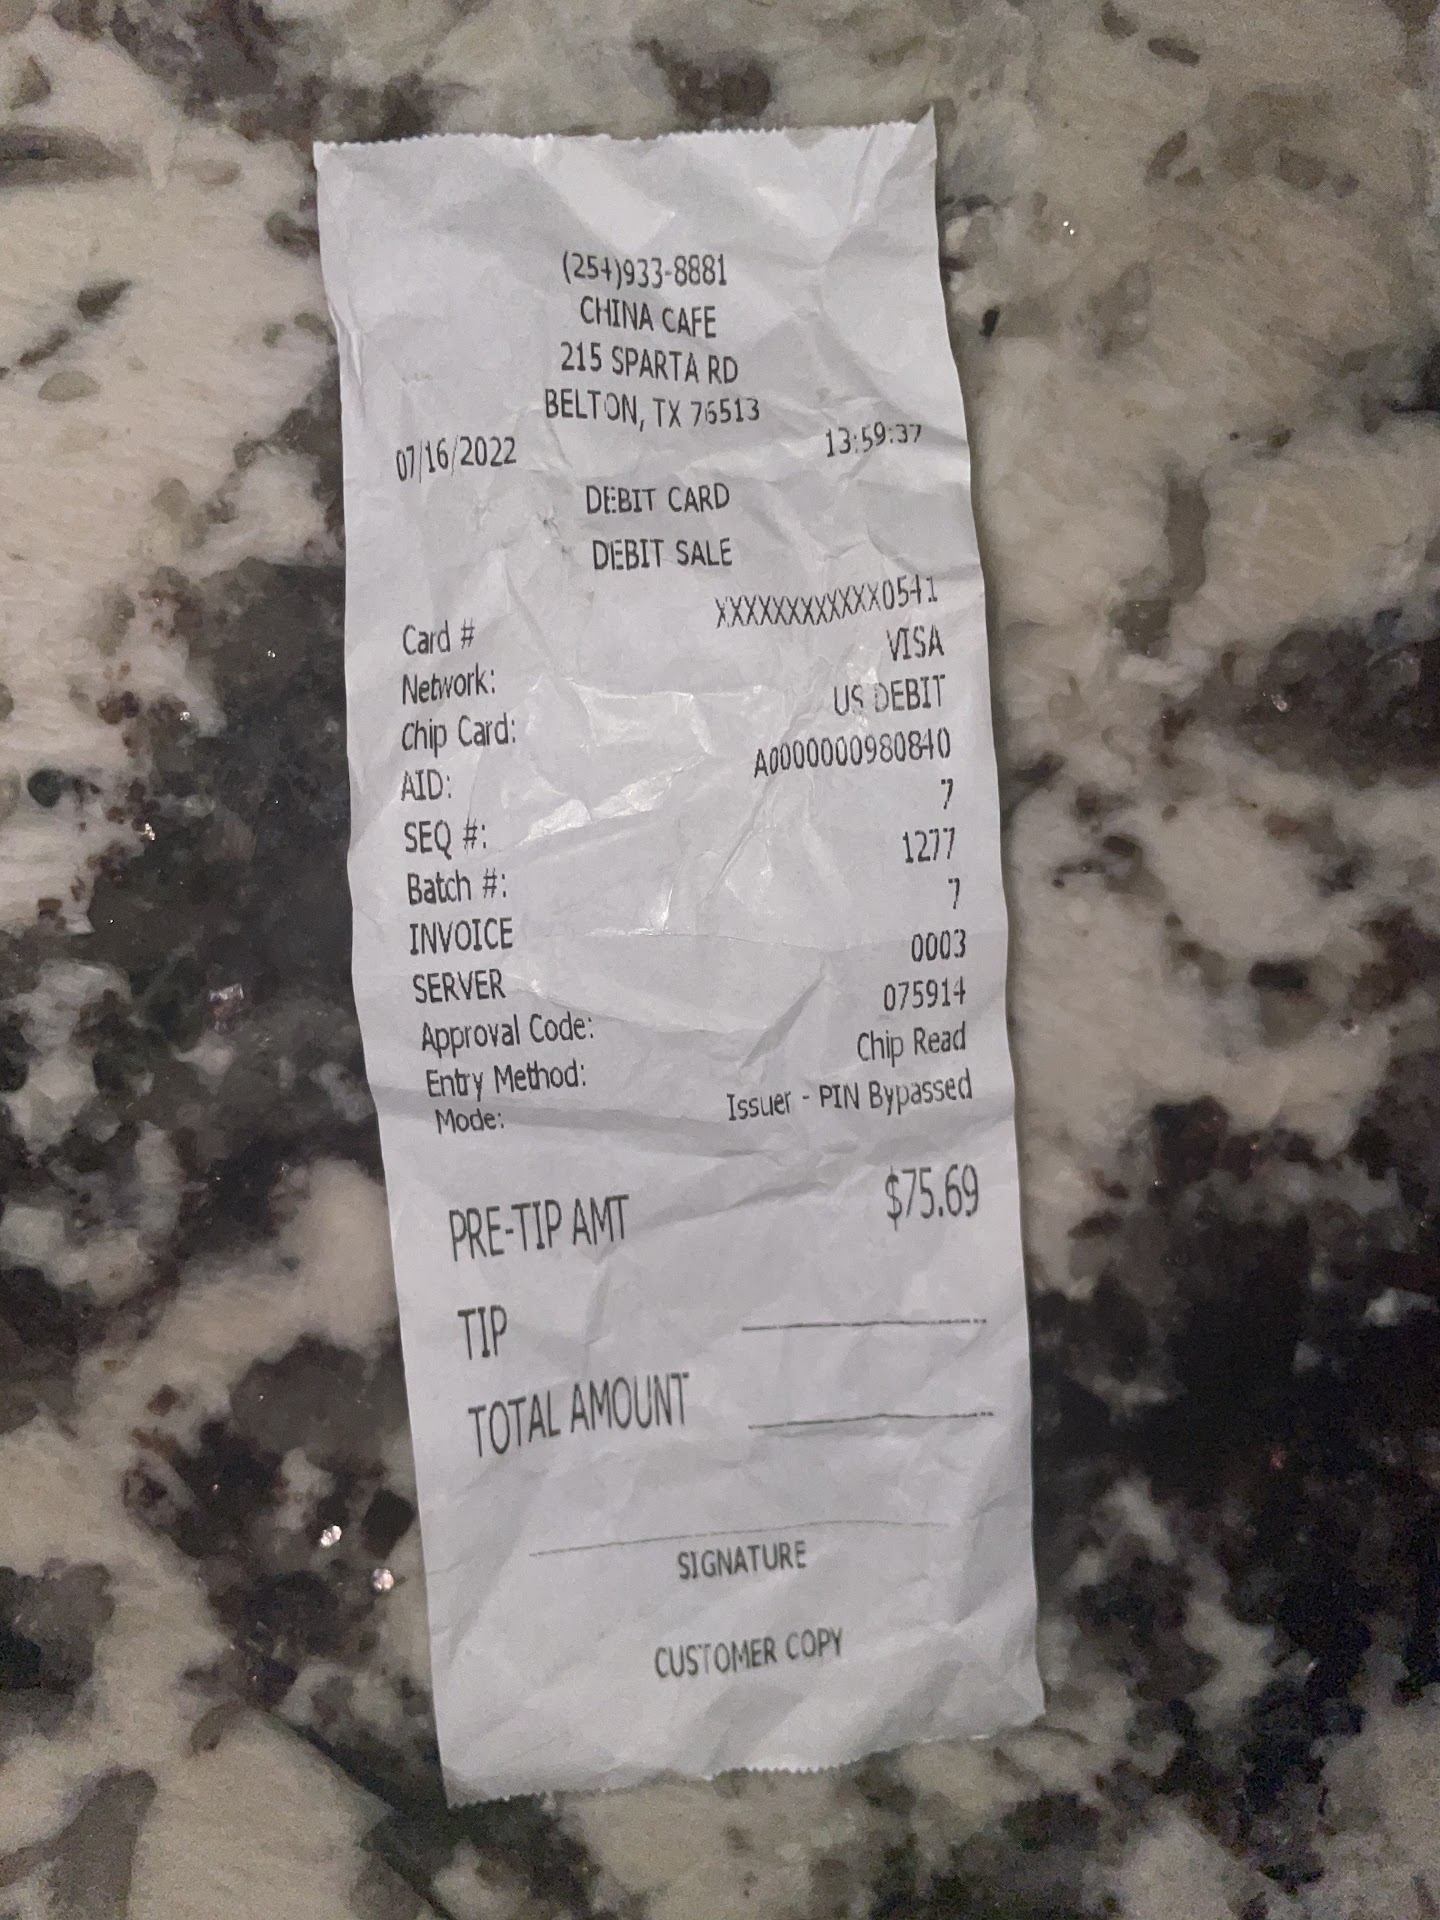 (254)933-8881
CHINA CAFE
215 SPARTA RD
BELTON, TX 76513
07/16/2022 13:59:37
DEBIT CARD
DEBIT SALE
Card # XXXXXXXXXXXX0541
Network: VISA
Chip Card: US DEBIT
AID: A0000000980840
SEQ #: 7
Batch #: 1277
INVOICE 7
SERVER 0003
Approval Code: 075914
Entry Method: Chip Read
Mode: Issuer - PIN Bypassed
PRE-TIP AMT $75.69
TIP
TOTAL AMOUNT
SIGNATURE
CUSTOMER COPY